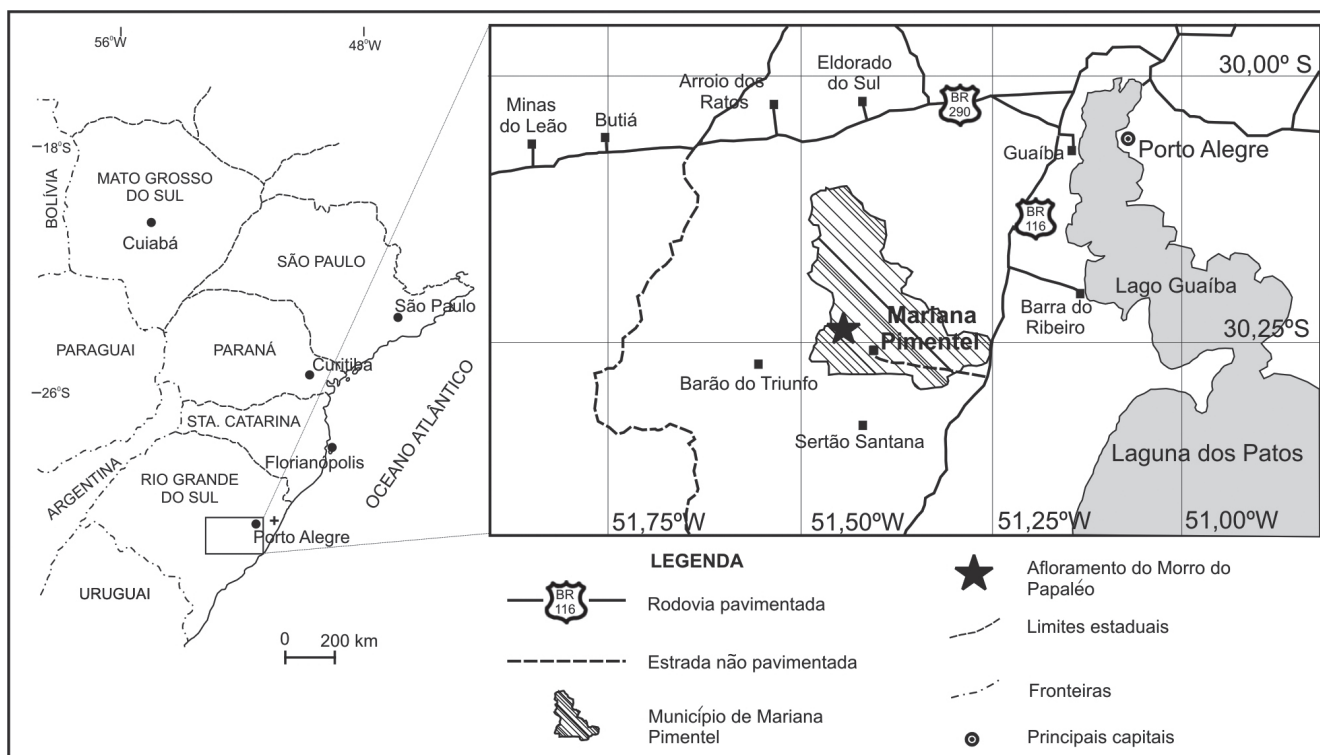 56°W
48°W
18°S
BOLÍVIA
MATO GROSSO
DO SUL
Cuiabá
SÃO PAULO
São Paulo
PARAGUAI
PARANÁ
Curitiba
26°S
STA. CATARINA
Florianópolis
OCEANO ATLÂNTICO
ARGENTINA
RIO GRANDE
DO SUL
Porto Alegre
URUGUAI
0 200 km
Minas
do Leão
Butiá
Arroio dos
Ratos
Eldorado
do Sul
BR
290
30,00° S
Guaíba
Porto Alegre
BR
116
Lago Guaíba
Barra do
Ribeiro
30,25°S
Mariana
Pimentel
Barão do Triunfo
Sertão Santana
Laguna dos Patos
51,75ºW
51,50ºW
51,25ºW
51,00ºW
LEGENDA
BR
116
Rodovia pavimentada
Estrada não pavimentada
Município de Mariana
Pimentel
Afloramento do Morro do
Papaléo
Limites estaduais
Fronteiras
Principais capitais